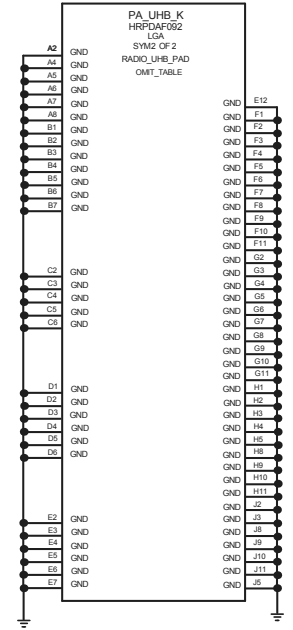 PA_UHB_K
HRPDAF092
LGA
SYM2 OF 2
RADIO_UHB_PAD
OMIT_TABLE
A2 GND
A4 GND
A5 GND
A6 GND
A7 GND
A8 GND
B1 GND
B2 GND
B3 GND
B4 GND
B5 GND
B6 GND
B7 GND
C2 GND
C3 GND
C4 GND
C5 GND
C6 GND
D1 GND
D2 GND
D3 GND
D4 GND
D5 GND
D6 GND
E2 GND
E3 GND
E4 GND
E5 GND
E6 GND
E7 GND
GND E12
GND F1
GND F2
GND F3
GND F4
GND F5
GND F6
GND F7
GND F8
GND F9
GND F10
GND F11
GND G2
GND G3
GND G4
GND G5
GND G6
GND G7
GND G8
GND G9
GND G10
GND G11
GND H1
GND H2
GND H3
GND H4
GND H5
GND H8
GND H9
GND H10
GND H11
GND J2
GND J3
GND J8
GND J9
GND J10
GND J11
GND J5